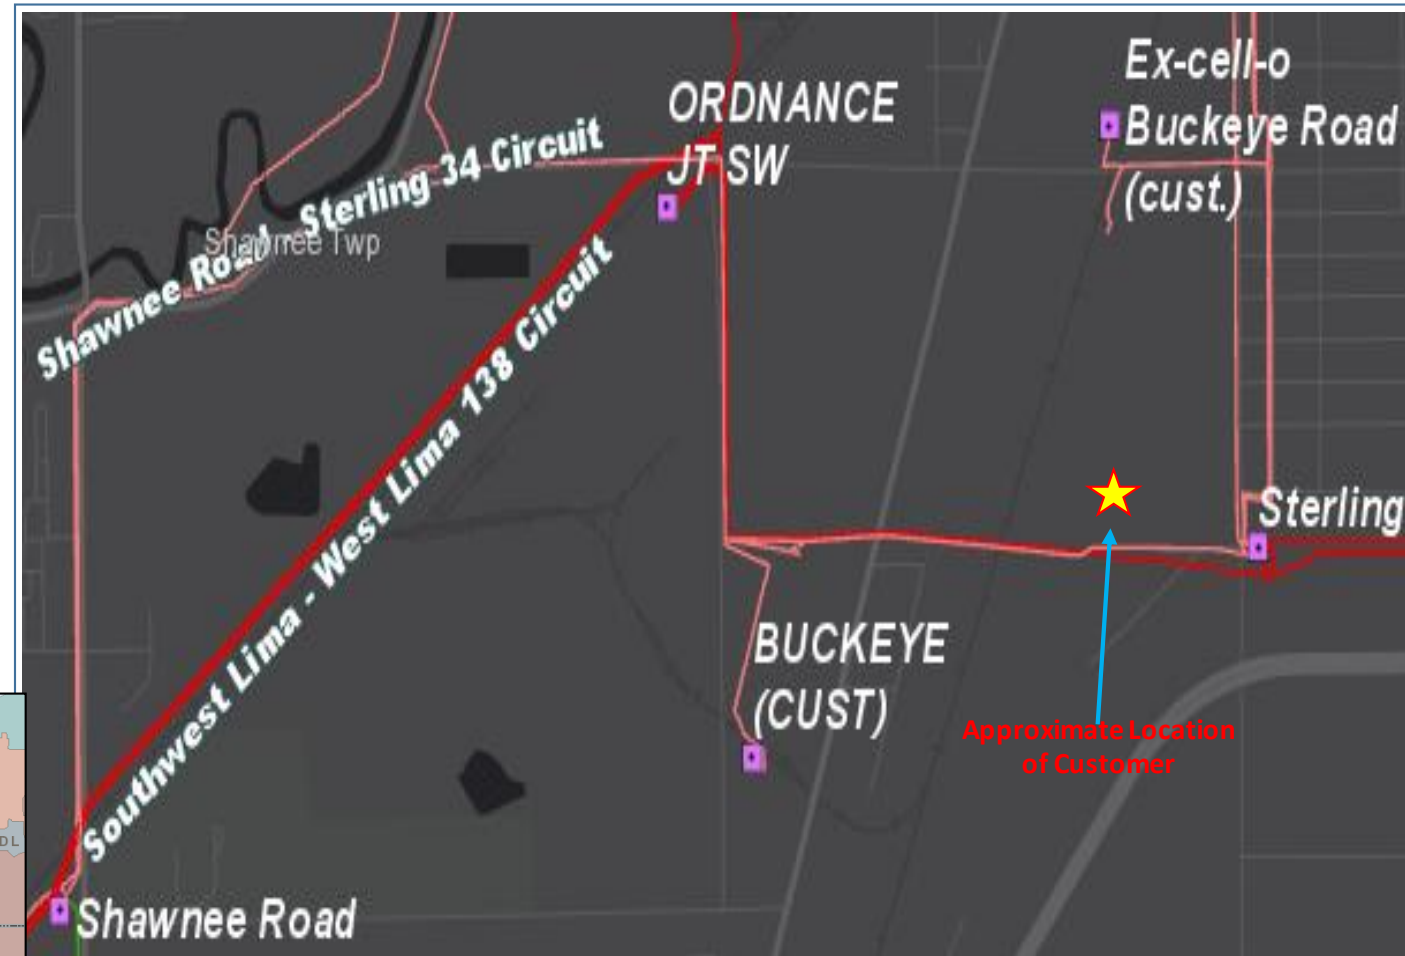 Ex-cell-o
Buckeye Road
(cust.)
ORDNANCE
JT SW
Shawnee Road - Sterling 34 Circuit
Shawnee Twp
Southwest Lima - West Lima 138 Circuit
Sterling
BUCKEYE
(CUST)
Approximate Location
of Customer
DL
Shawnee Road